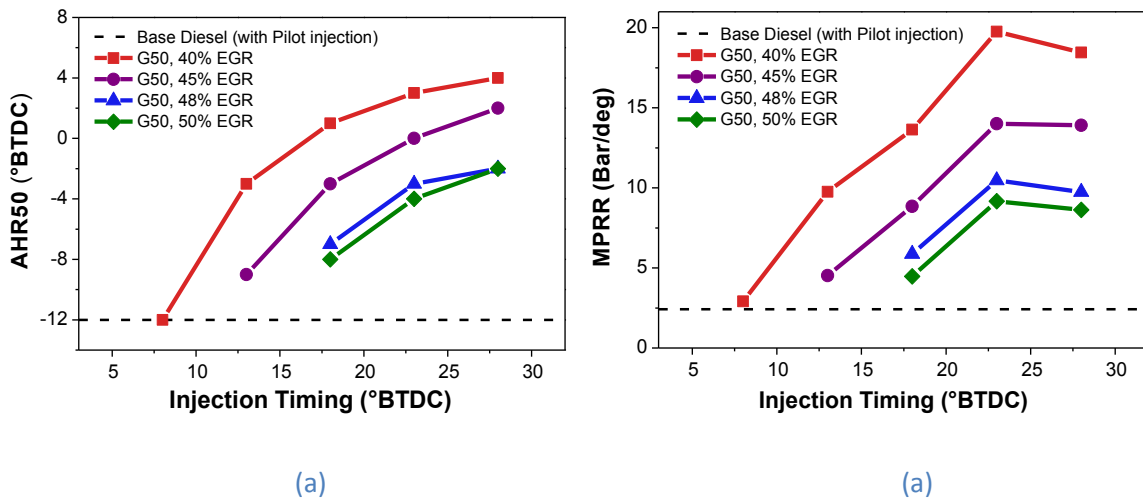 8
4
0
-4
-8
-12
AHR50 (°BTDC)
Base Diesel (with Pilot injection)
G50, 40% EGR
G50, 45% EGR
G50, 48% EGR
G50, 50% EGR
5 10 15 20 25 30
Injection Timing (°BTDC)
(a)
20
15
10
5
0
MPRR (Bar/deg)
Base Diesel (with Pilot injection)
G50, 40% EGR
G50, 45% EGR
G50, 48% EGR
G50, 50% EGR
5 10 15 20 25 30
Injection Timing (°BTDC)
(a)